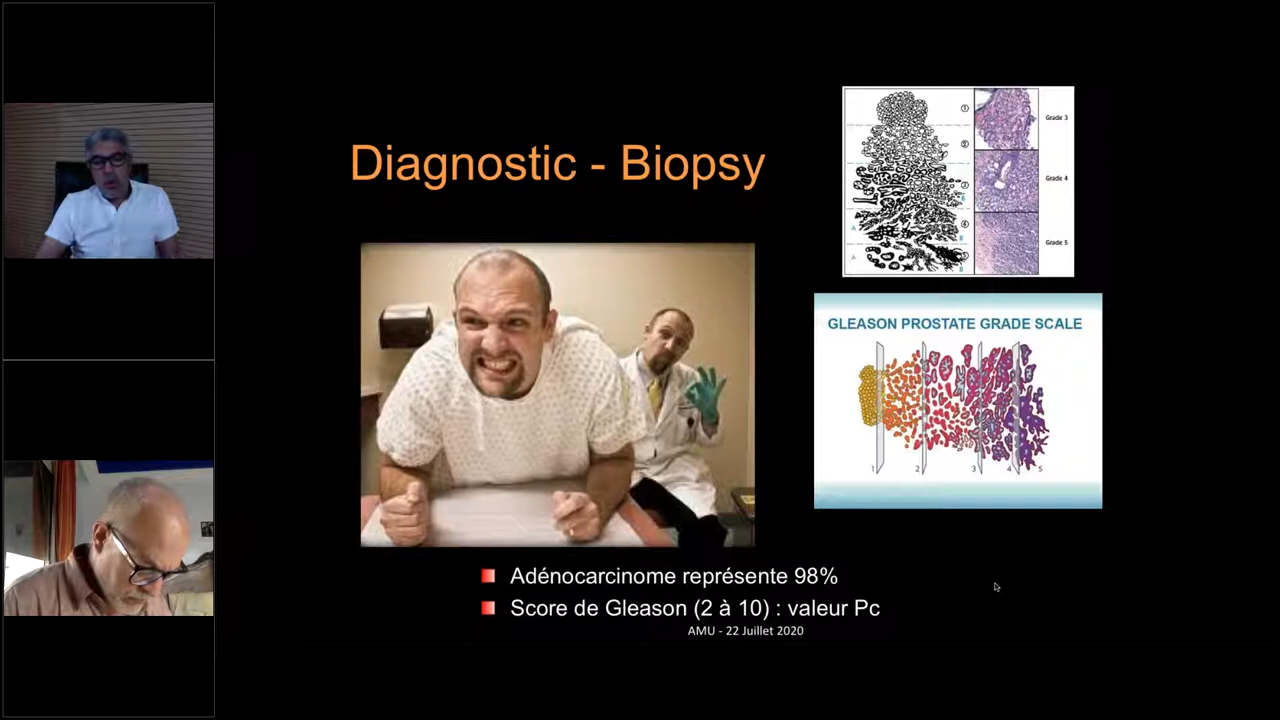 Diagnostic - Biopsy
Grade 3
Grade 4
Grade 5
GLEASON PROSTATE GRADE SCALE
1 2 3 4 5
Adénocarcinome représente 98%
Score de Gleason (2 à 10) : valeur Pc
AMU - 22 Juillet 2020